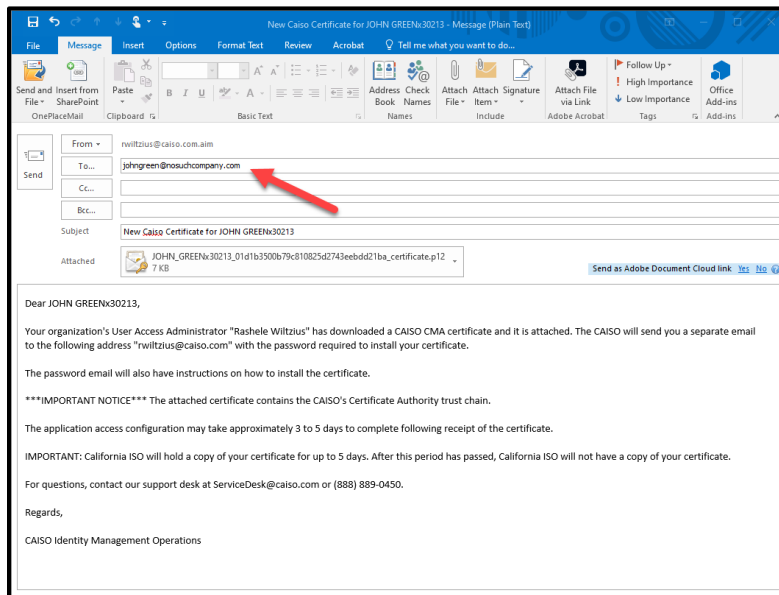 New Caiso Certificate for JOHN GREENx30213 - Message (Plain Text)
File Message Insert Options Format Text Review Acrobat Tell me what you want to do...
Send and File Insert from SharePoint Paste B I U A A A Address Book Check Names Attach File Attach Item Signature Attach File via Link Follow Up High Importance Low Importance Office Add-ins
OnePlaceMail Clipboard Basic Text Names Include Adobe Acrobat Tags Add-ins
Send
From rwiltzius@caiso.com.aim
To... johngreen@nosuchcompany.com
Cc...
Bcc...
Subject New Caiso Certificate for JOHN GREENx30213
Attached JOHN_GREENx30213_01d1b3500b79c810825d2743eebdd21ba_certificate.p12
7 KB
Send as Adobe Document Cloud link Yes No ?
Dear JOHN GREENx30213,
Your organization's User Access Administrator "Rashele Wiltzius" has downloaded a CAISO CMA certificate and it is attached. The CAISO will send you a separate email
to the following address "rwiltzius@caiso.com" with the password required to install your certificate.
The password email will also have instructions on how to install the certificate.
***IMPORTANT NOTICE*** The attached certificate contains the CAISO's Certificate Authority trust chain.
The application access configuration may take approximately 3 to 5 days to complete following receipt of the certificate.
IMPORTANT: California ISO will hold a copy of your certificate for up to 5 days. After this period has passed, California ISO will not have a copy of your certificate.
For questions, contact our support desk at ServiceDesk@caiso.com or (888) 889-0450.
Regards,
CAISO Identity Management Operations